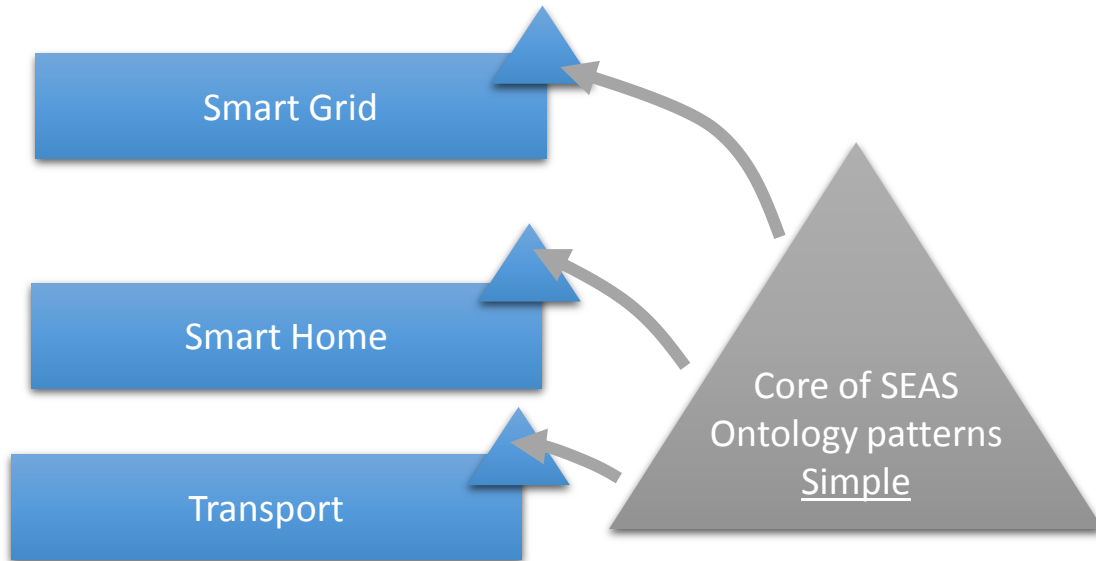 Smart Grid
Smart Home
Core of SEAS
Ontology patterns
Simple
Transport